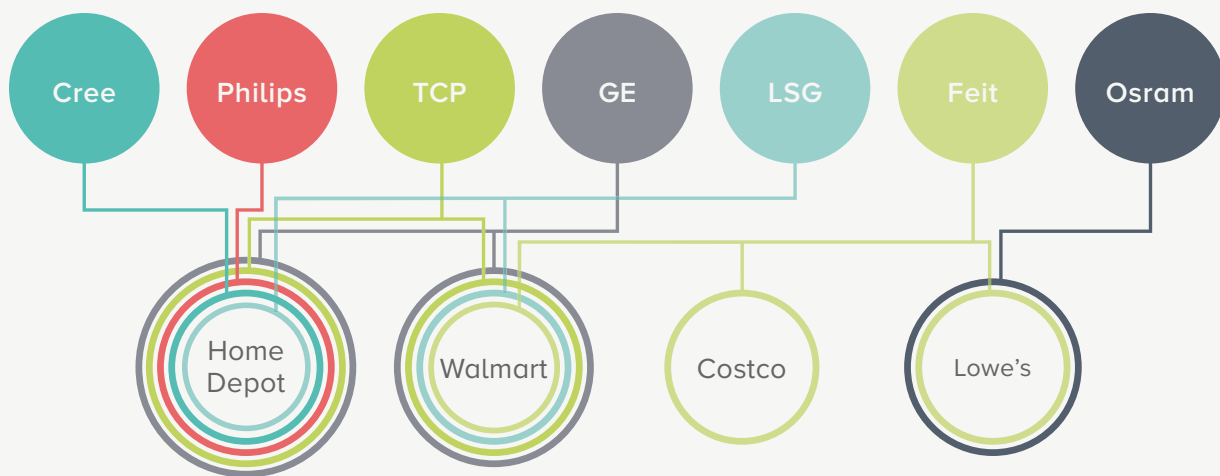 Cree
Philips
TCP
GE
LSG
Feit
Osram
Home
Depot
Walmart
Costco
Lowe's